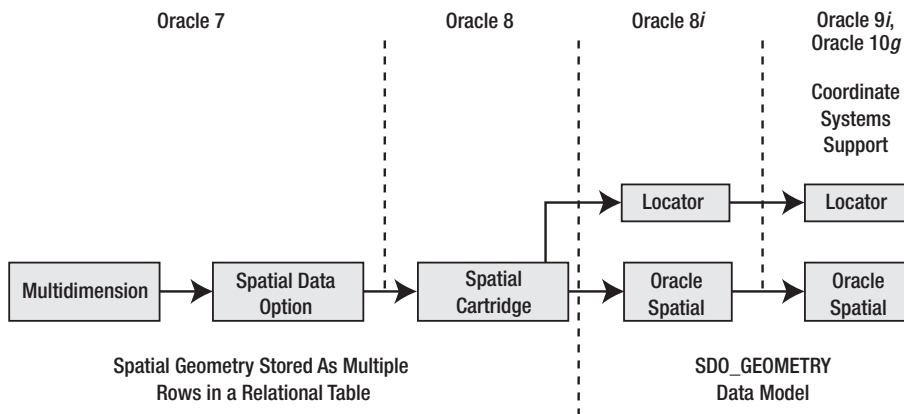 Oracle 7
Oracle 8
Oracle 8i
Oracle 9i,
Oracle 10g
Coordinate
Systems
Support
Locator
Locator
Multidimension
Spatial Data
Option
Spatial
Cartridge
Oracle
Spatial
Oracle
Spatial
Spatial Geometry Stored As Multiple
Rows in a Relational Table
SDO_GEOMETRY
Data Model